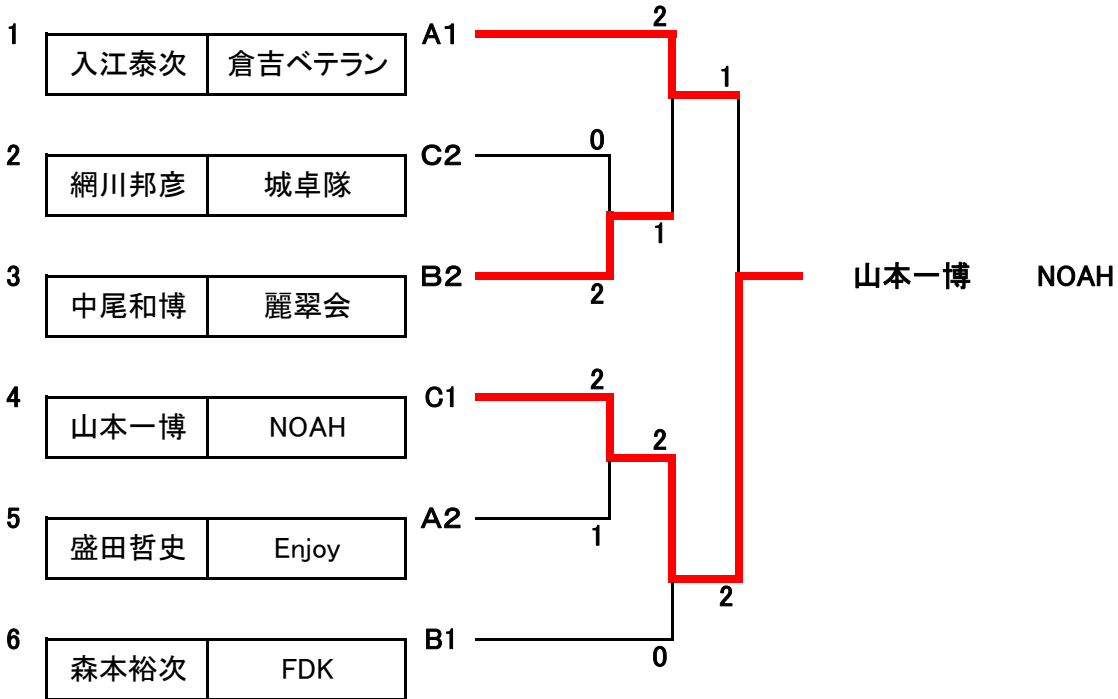 2
1 A1
入江泰次 倉吉ベテラン
1
0
2 C2
網川邦彦 城卓隊
1
3 B2
山本一博 NOAH
中尾和博 麗翠会
2
2
4 C1
山本一博 NOAH
2
5 A2
1
盛田哲史 Enjoy
2
6 B1
0
森本裕次 FDK